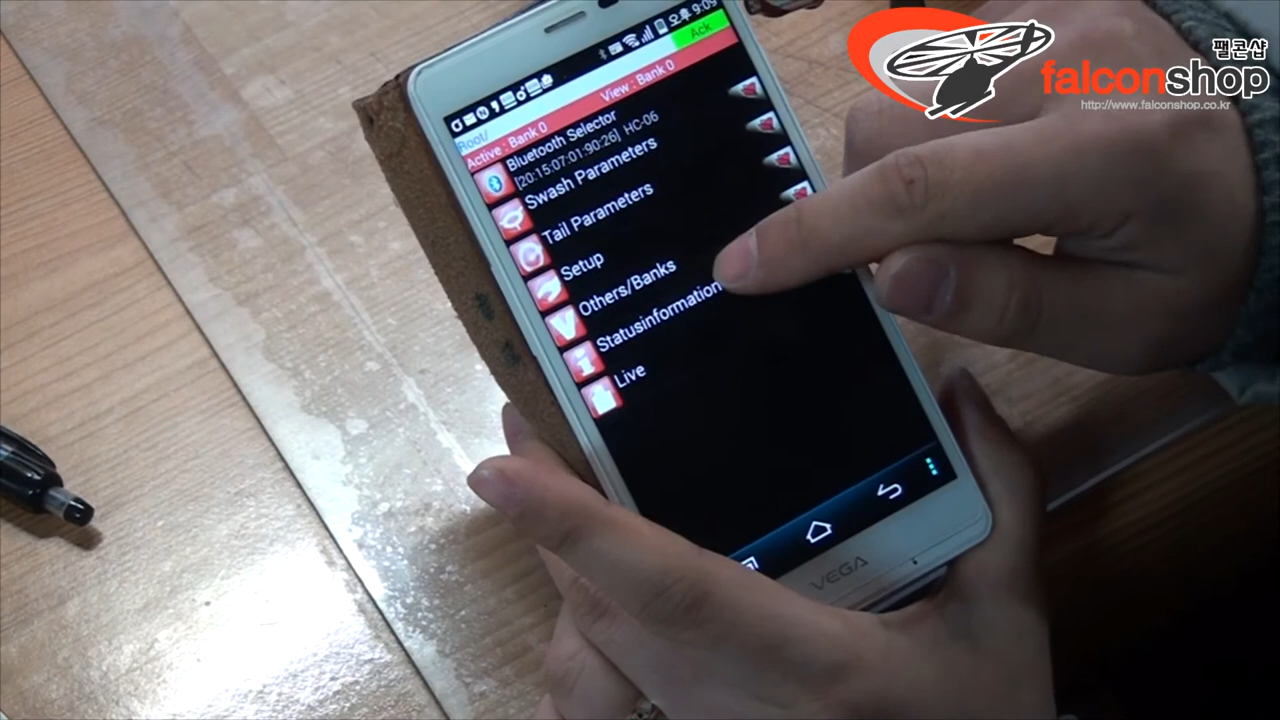 오후 9:09
Root/
Ack
Active : Bank 0
View : Bank 0
Bluetooth Selector
[20:15:07:01:90:26] HC-06
Swash Parameters
Tail Parameters
Setup
Others/Banks
Statusinformation
Live
VEGA
팰콘샵
falconshop
http://www.falconshop.co.kr